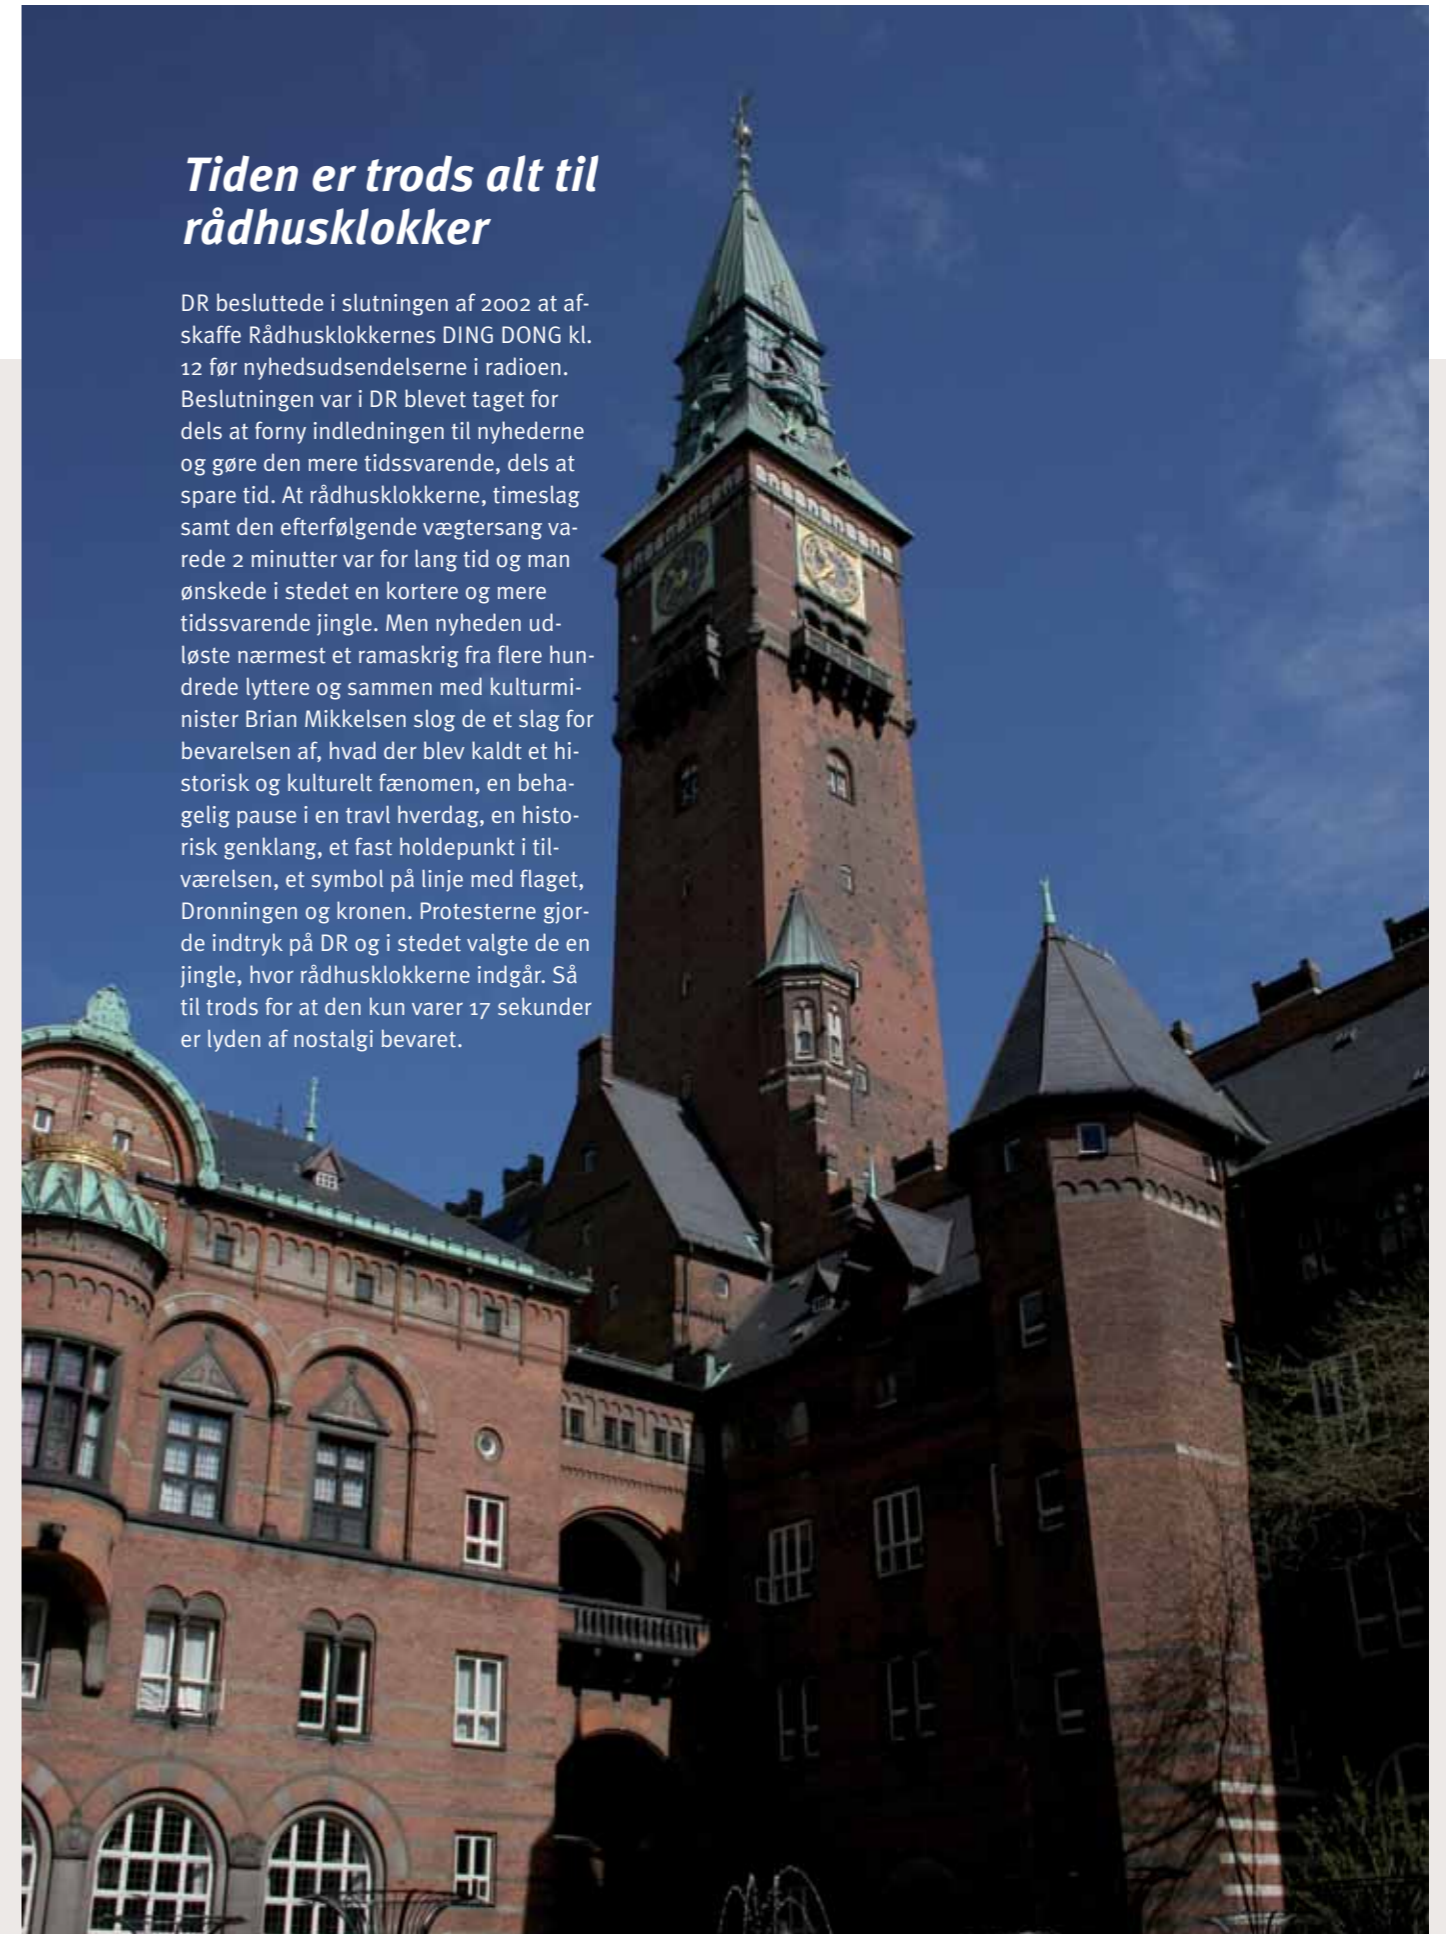 Tiden er trods alt til
rådhusklokker
DR besluttede i slutningen af 2002 at af-
skaffe Rådhusklokkernes DING DONG kl.
12 før nyhedsudsendelserne i radioen.
Beslutningen var i DR blevet taget for
dels at forny indledningen til nyhederne
og gøre den mere tidssvarende, dels at
spare tid. At rådhusklokkerne, timeslag
samt den efterfølgende vægtersang va-
rede 2 minutter var for lang tid og man
ønskede i stedet en kortere og mere
tidssvarende jingle. Men nyheden ud-
løste nærmest et ramaskrig fra flere hun-
drede lyttere og sammen med kulturmi-
nister Brian Mikkelsen slog de et slag for
bevarelsen af, hvad der blev kaldt et hi-
storisk og kulturelt fænomen, en beha-
gelig pause i en travl hverdag, en histo-
risk genklang, et fast holdepunkt i til-
værelsen, et symbol på linje med flaget,
Dronningen og kronen. Protesterne gjor-
de indtryk på DR og i stedet valgte de en
jingle, hvor rådhusklokkerne indgår. Så
til trods for at den kun varer 17 sekunder
er lyden af nostalgi bevaret.